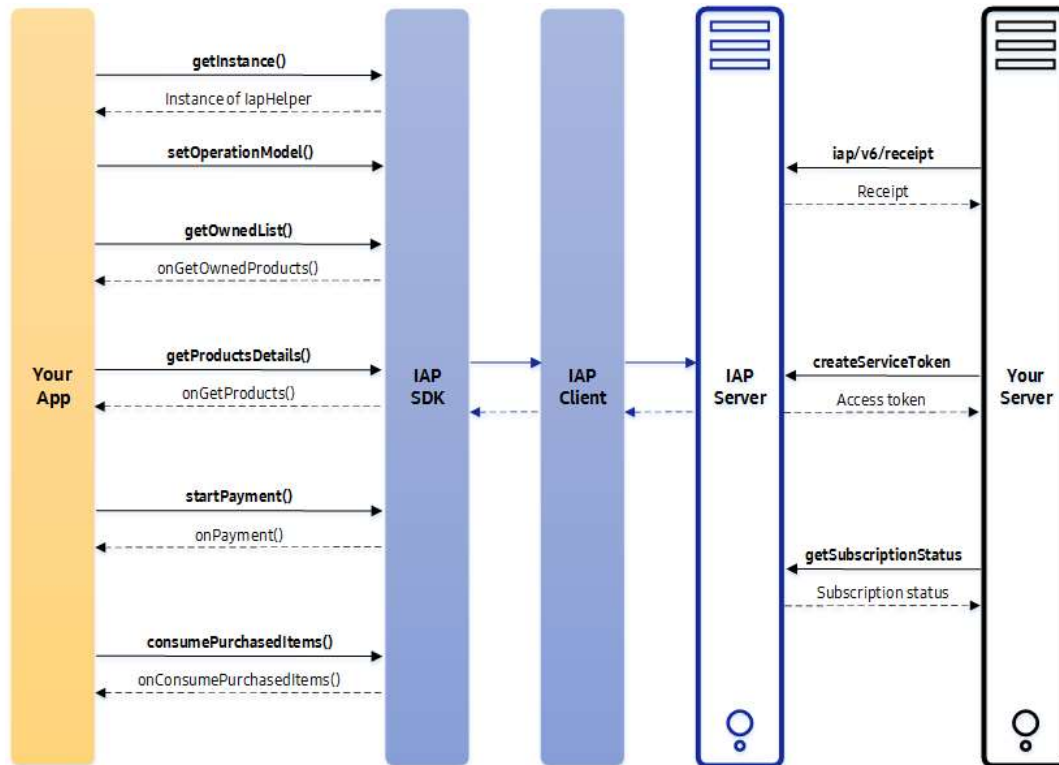 getInstance()
Instance of IapHelper
setOperationModel()
iap/v6/receipt
Receipt
getOwnedList()
onGetOwnedProducts()
getProductsDetails()
onGetProducts()
createServiceToken
Access token
Your
App
IAP
SDK
IAP
Client
IAP
Server
Your
Server
startPayment()
onPayment()
getSubscriptionStatus
Subscription status
consumePurchasedItems()
onConsumePurchasedItems()